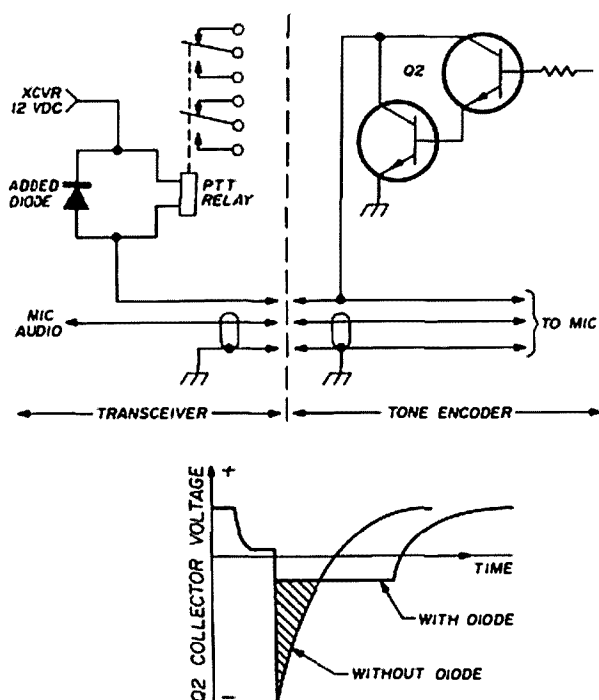 XCVR
12 VDC
ADDED
DIODE
PTT
RELAY
Q2
MIC
AUDIO
TO MIC
TRANSCEIVER
TONE ENCODER
Q2 COLLECTOR VOLTAGE
+
TIME
WITH DIODE
WITHOUT DIODE
-